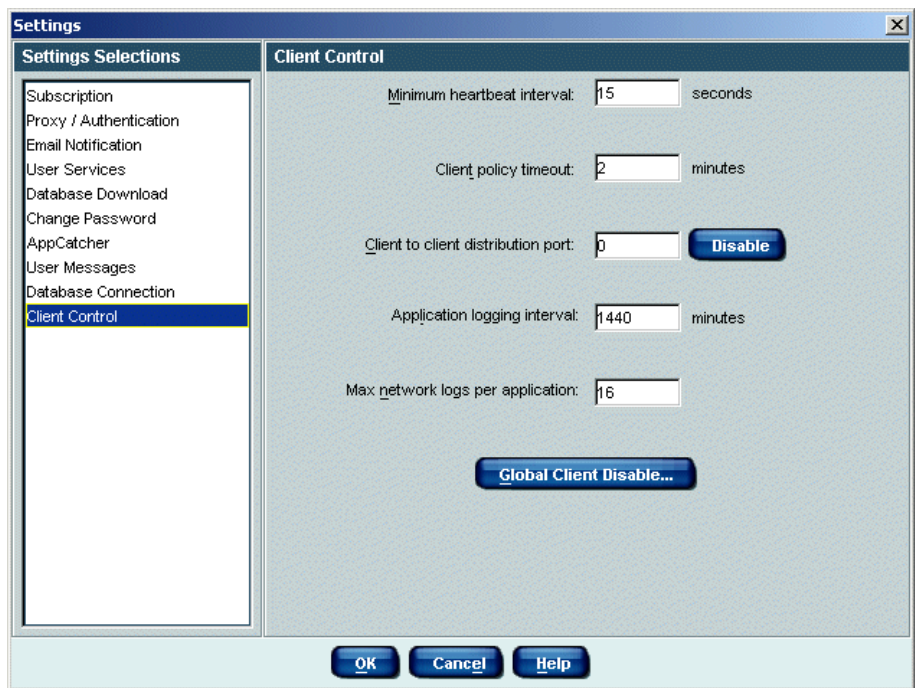 Settings
Settings Selections
Subscription
Proxy / Authentication
Email Notification
User Services
Database Download
Change Password
AppCatcher
User Messages
Database Connection
Client Control
Client Control
Minimum heartbeat interval: 15 seconds
Client policy timeout: 2 minutes
Client to client distribution port: 0 Disable
Application logging interval: 1440 minutes
Max network logs per application: 16
Global Client Disable...
OK Cancel Help